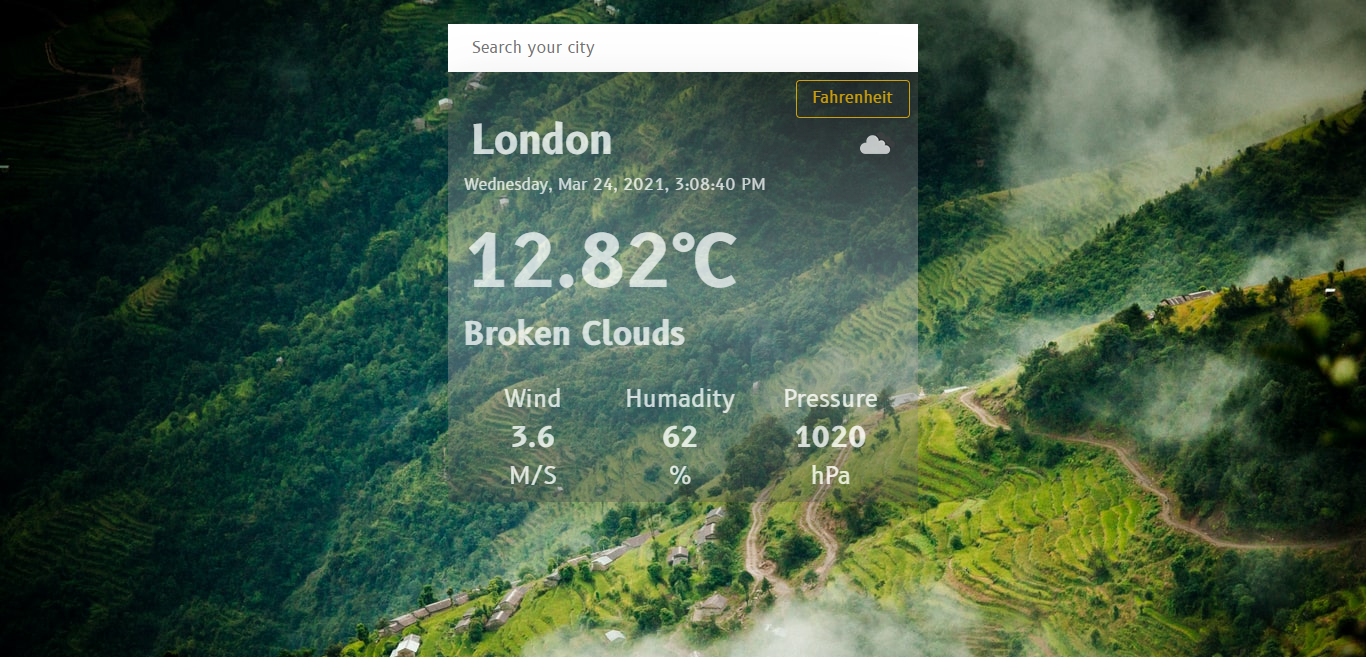 Search your city
Fahrenheit
London
Wednesday, Mar 24, 2021, 3:08:40 PM
12.82°C
Broken Clouds
Wind Humadity Pressure
3.6 62 1020
M/S % hPa